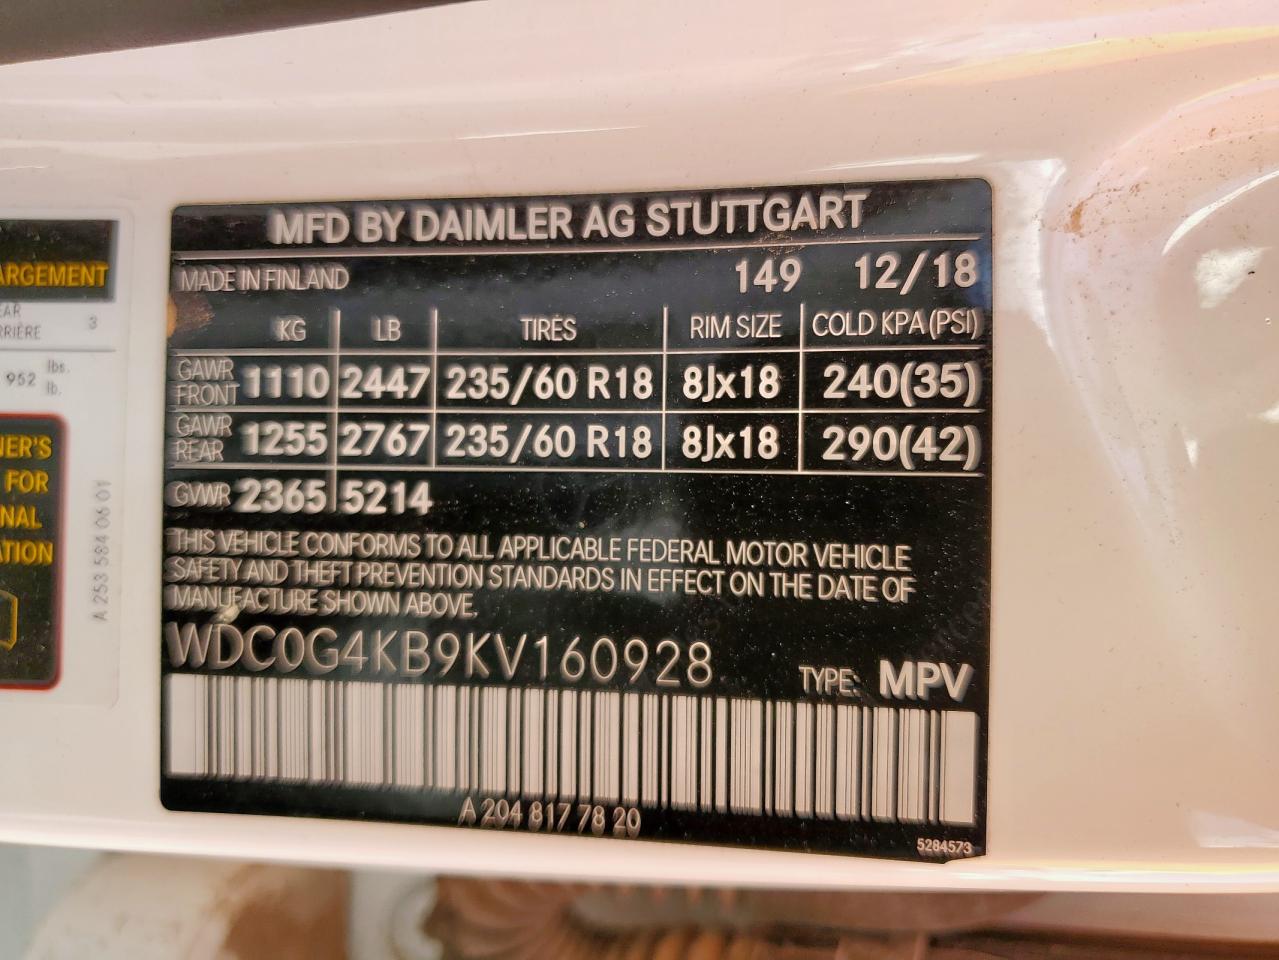 MFD BY DAIMLER AG STUTTGART
MADE IN FINLAND 149 12/18
KG LB TIRES RIM SIZE COLD KPA(PSI)
GAWR FRONT 1110 2447 235/60 R18 8Jx18 240(35)
GAWR REAR 1255 2767 235/60 R18 8Jx18 290(42)
GVWR 2365 5214
THIS VEHICLE CONFORMS TO ALL APPLICABLE FEDERAL MOTOR VEHICLE
SAFETY AND THEFT PREVENTION STANDARDS IN EFFECT ON THE DATE OF
MANUFACTURE SHOWN ABOVE.
WDC0G4KB9KV160928 TYPE: MPV
A 204 817 78 20
5284573
ARGEMENT
EAR
RRIÈRE 3
952 lbs.
lb.
NER'S
FOR
NAL
ATION
A 253 584 06 01